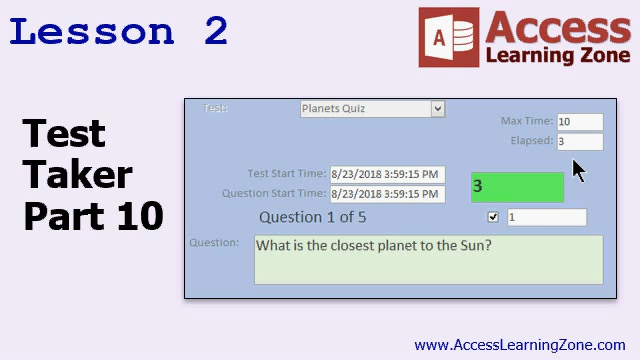 Lesson 2
A
Access
Learning Zone
Test
Taker
Part 10
Test: Planets Quiz
Max Time: 10
Elapsed: 3
Test Start Time: 8/23/2018 3:59:15 PM
Question Start Time: 8/23/2018 3:59:15 PM
3
Question 1 of 5
1
Question: What is the closest planet to the Sun?
www.AccessLearningZone.com